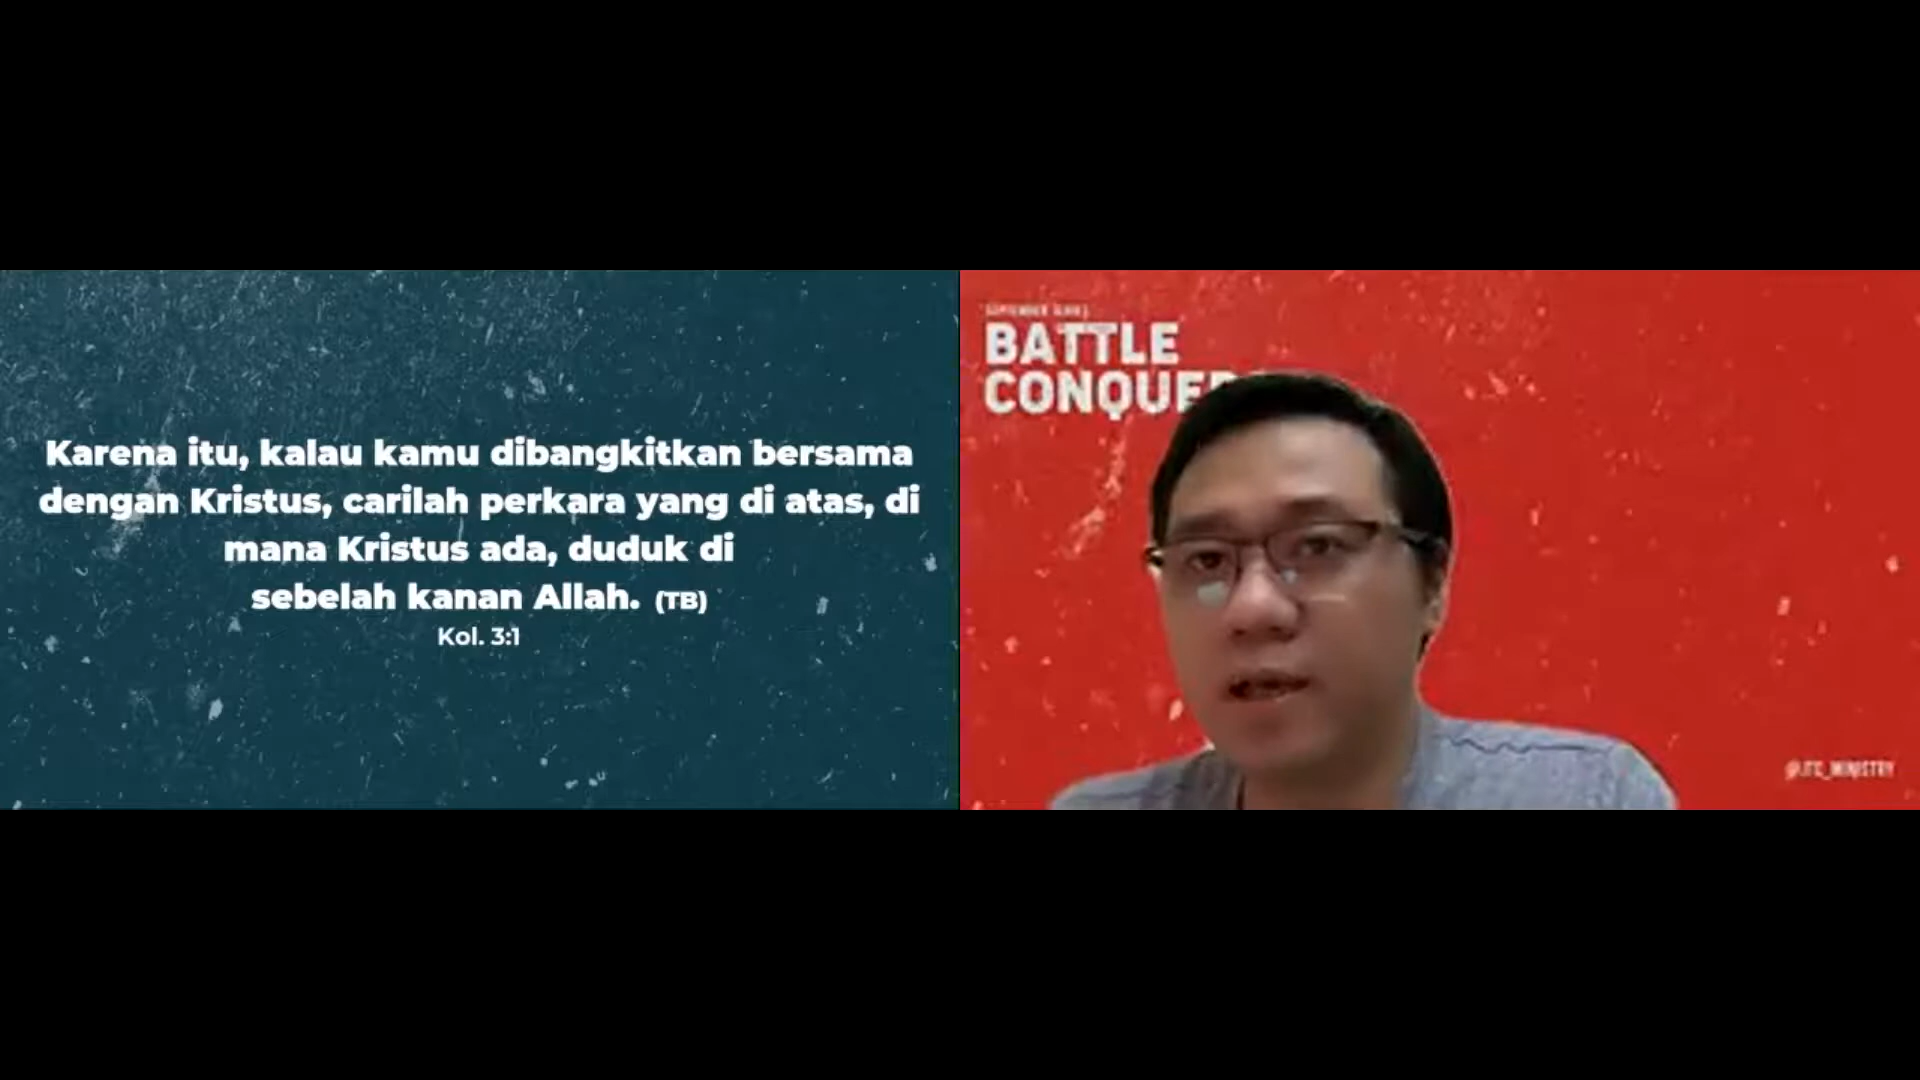 Karena itu, kalau kamu dibangkitkan bersama
dengan Kristus, carilah perkara yang di atas, di
mana Kristus ada, duduk di
sebelah kanan Allah. (TB)
Kol. 3:1
BATTLE
CONQUER